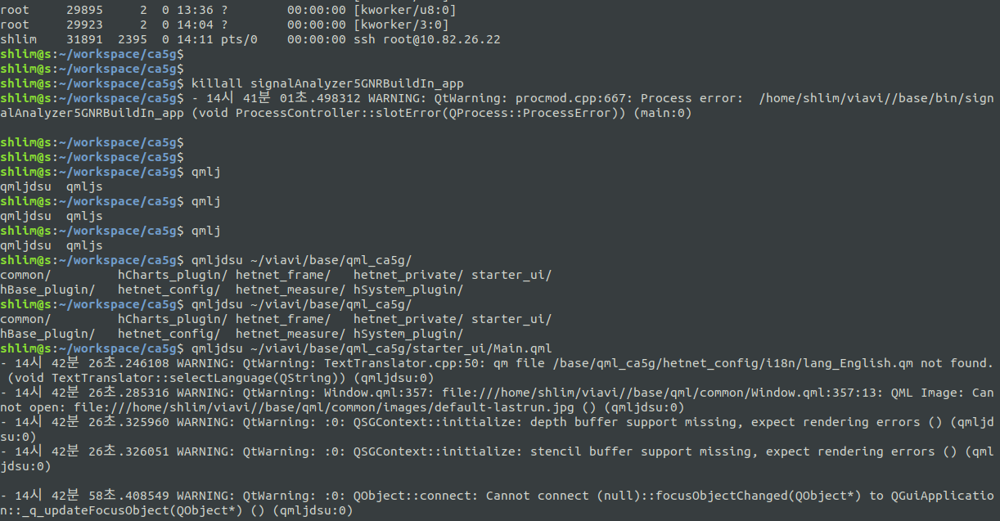 root     29895     2  0 13:36 ?        00:00:00 [kworker/u8:0]
root     29923     2  0 14:04 ?        00:00:00 [kworker/3:0]
shlim    31891  2395  0 14:11 pts/0    00:00:00 ssh root@10.82.26.22
shlim@s:~/workspace/ca5g$
shlim@s:~/workspace/ca5g$
shlim@s:~/workspace/ca5g$ killall signalAnalyzer5GNRBuildIn_app
shlim@s:~/workspace/ca5g$ - 14시 41분 01초.498312 WARNING: QtWarning: procmod.cpp:667: Process error:  /home/shlim/viavi//base/bin/sign
alAnalyzer5GNRBuildIn_app (void ProcessController::slotError(QProcess::ProcessError)) (main:0)
shlim@s:~/workspace/ca5g$
shlim@s:~/workspace/ca5g$
shlim@s:~/workspace/ca5g$ qmlj
qmljdsu  qmljs
shlim@s:~/workspace/ca5g$ qmlj
qmljdsu  qmljs
shlim@s:~/workspace/ca5g$ qmlj
qmljdsu  qmljs
shlim@s:~/workspace/ca5g$ qmljdsu ~/viavi/base/qml_ca5g/
common/         hCharts_plugin/ hetnet_frame/   hetnet_private/ starter_ui/
hBase_plugin/   hetnet_config/  hetnet_measure/ hSystem_plugin/
shlim@s:~/workspace/ca5g$ qmljdsu ~/viavi/base/qml_ca5g/
common/         hCharts_plugin/ hetnet_frame/   hetnet_private/ starter_ui/
hBase_plugin/   hetnet_config/  hetnet_measure/ hSystem_plugin/
shlim@s:~/workspace/ca5g$ qmljdsu ~/viavi/base/qml_ca5g/starter_ui/Main.qml
- 14시 42분 26초.246108 WARNING: QtWarning: TextTranslator.cpp:50: qm file /base/qml_ca5g/hetnet_config/i18n/lang_English.qm not found.
 (void TextTranslator::selectLanguage(QString)) (qmljdsu:0)
- 14시 42분 26초.285316 WARNING: QtWarning: Window.qml:357: file:///home/shlim/viavi//base/qml/common/Window.qml:357:13: QML Image: Can
not open: file:///home/shlim/viavi//base/qml/common/images/default-lastrun.jpg () (qmljdsu:0)
- 14시 42분 26초.325960 WARNING: QtWarning: :0: QSGContext::initialize: depth buffer support missing, expect rendering errors () (qmljd
su:0)
- 14시 42분 26초.326051 WARNING: QtWarning: :0: QSGContext::initialize: stencil buffer support missing, expect rendering errors () (qml
jdsu:0)
- 14시 42분 58초.408549 WARNING: QtWarning: :0: QObject::connect: Cannot connect (null)::focusObjectChanged(QObject*) to QGuiApplicatio
n::_q_updateFocusObject(QObject*) () (qmljdsu:0)